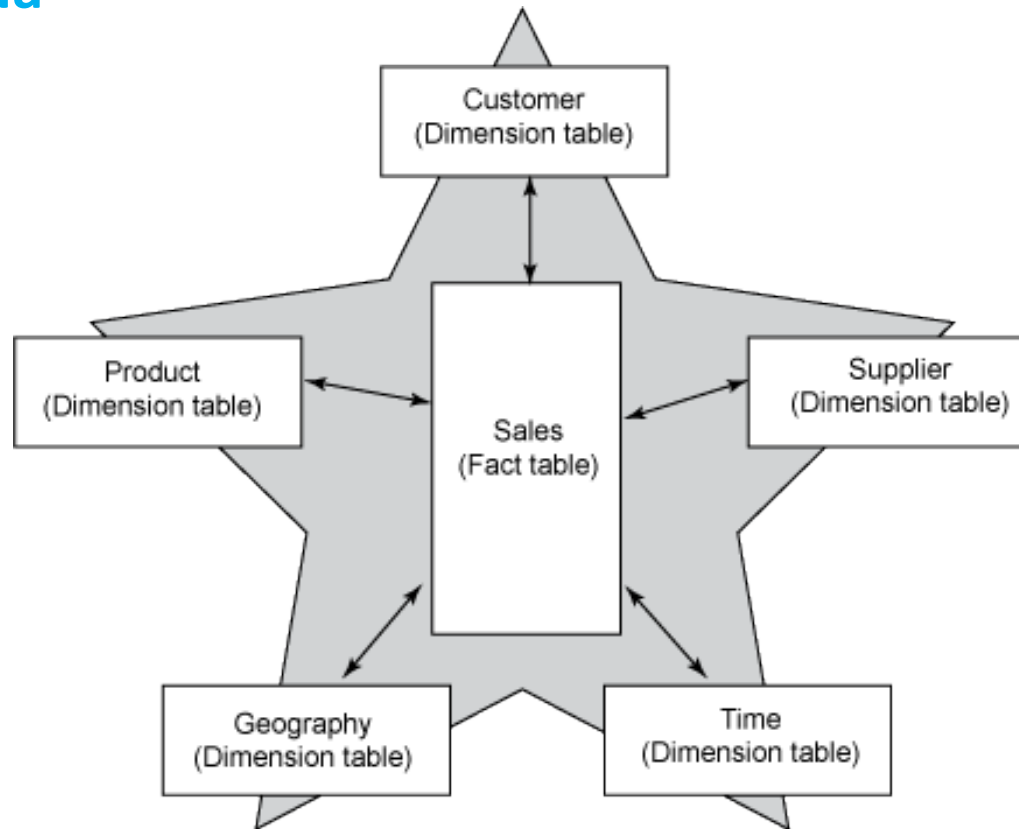 Customer
(Dimension table)
Product
(Dimension table)
Supplier
(Dimension table)
Sales
(Fact table)
Geography
(Dimension table)
Time
(Dimension table)